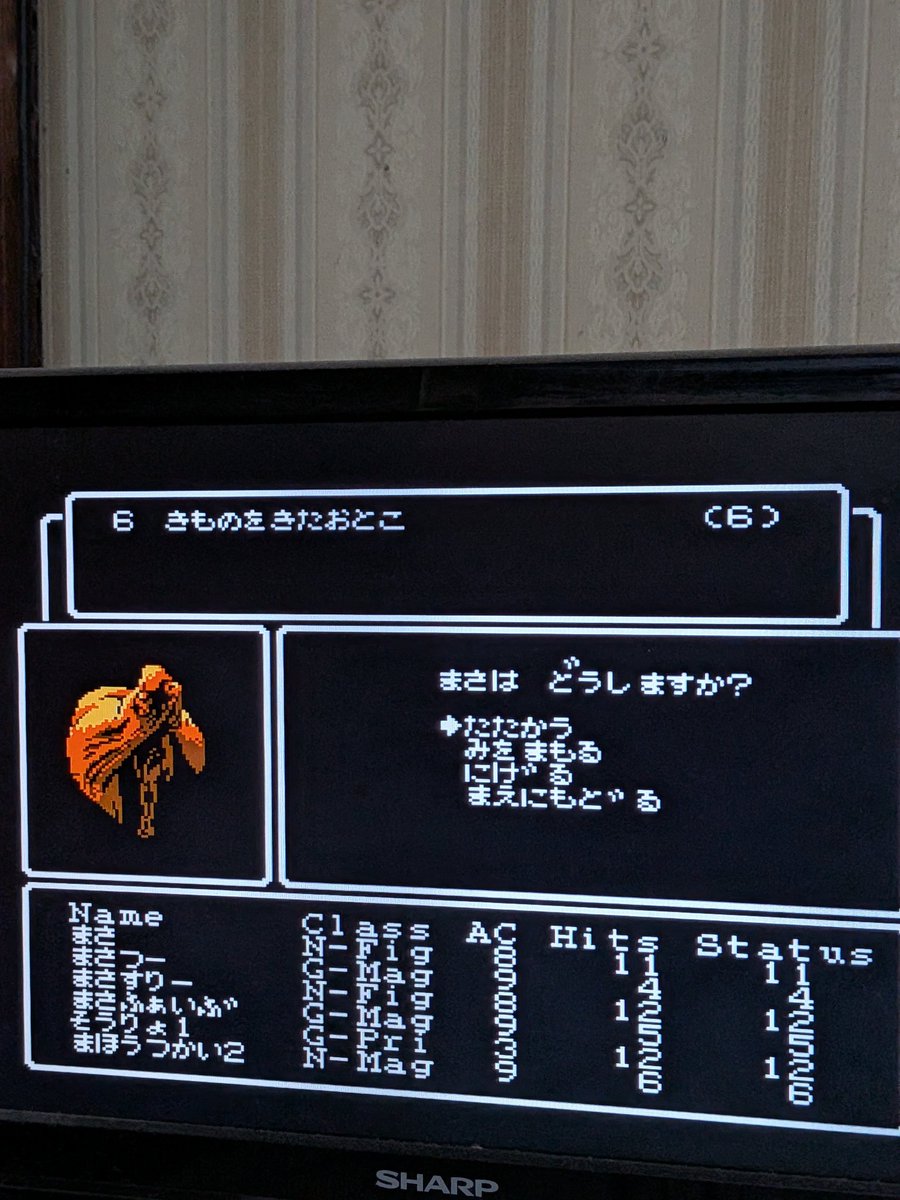 6 きものをきたおとこ (6)
まさは どうしますか?
➔たたかう
みをまもる
にげる
まえにもどる
Name Class AC Hits Status
まさ N-Fig 8 11 11
まさつー G-Mag 9 4 4
まさすりー N-Fig 8 12 12
まさふぁいぶ G-Mag 9 5 5
そうりょ1 G-Pri 3 12 12
まほうつかい2 N-Mag 9 6 6
SHARP